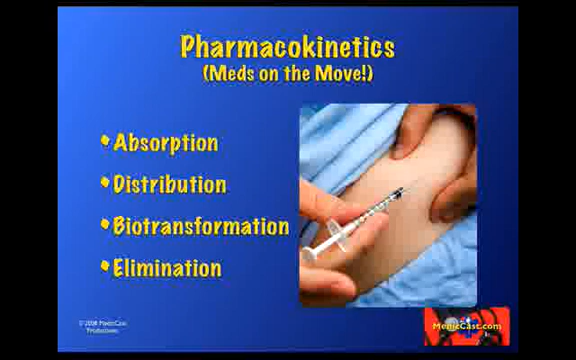 Pharmacokinetics
(Meds on the Move!)
• Absorption
• Distribution
• Biotransformation
• Elimination
MedicCast.com